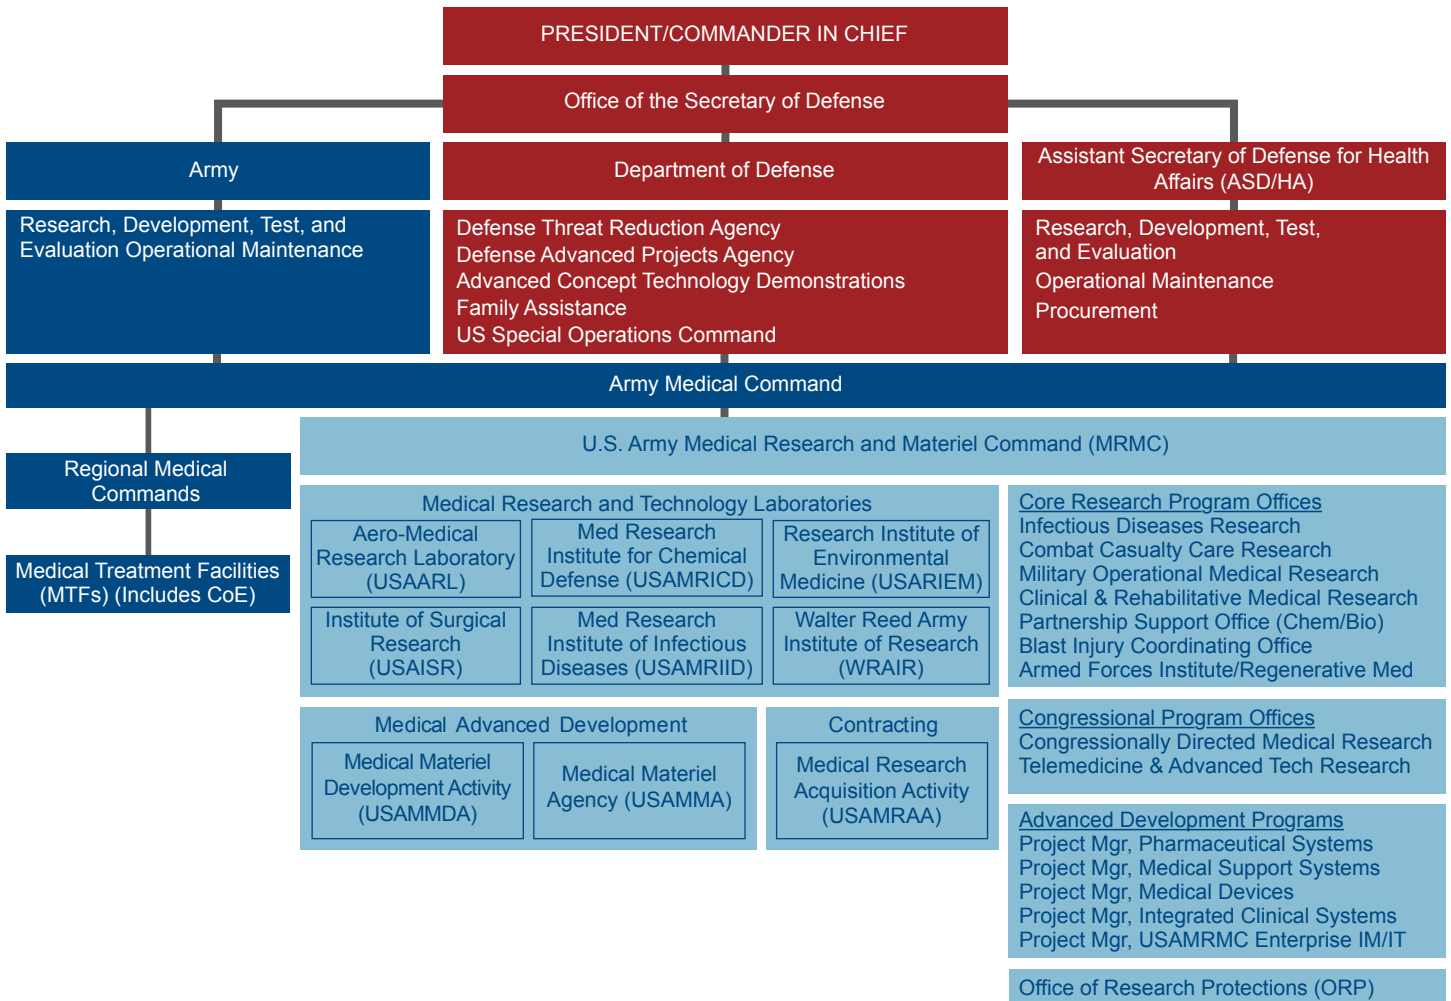 PRESIDENT/COMMANDER IN CHIEF
Office of the Secretary of Defense
Army
Department of Defense
Assistant Secretary of Defense for Health
Affairs (ASD/HA)
Research, Development, Test, and
Evaluation Operational Maintenance
Defense Threat Reduction Agency
Defense Advanced Projects Agency
Advanced Concept Technology Demonstrations
Family Assistance
US Special Operations Command
Research, Development, Test,
and Evaluation
Operational Maintenance
Procurement
Army Medical Command
Regional Medical
Commands
Medical Treatment Facilities
(MTFs) (Includes CoE)
U.S. Army Medical Research and Materiel Command (MRMC)
Medical Research and Technology Laboratories
Aero-Medical
Research Laboratory
(USAARL)
Med Research
Institute for Chemical
Defense (USAMRICD)
Research Institute of
Environmental
Medicine (USARIEM)
Institute of Surgical
Research
(USAISR)
Med Research
Institute of Infectious
Diseases (USAMRIID)
Walter Reed Army
Institute of Research
(WRAIR)
Medical Advanced Development
Medical Materiel
Development Activity
(USAMMDA)
Medical Materiel
Agency (USAMMA)
Contracting
Medical Research
Acquisition Activity
(USAMRAA)
Core Research Program Offices
Infectious Diseases Research
Combat Casualty Care Research
Military Operational Medical Research
Clinical & Rehabilitative Medical Research
Partnership Support Office (Chem/Bio)
Blast Injury Coordinating Office
Armed Forces Institute/Regenerative Med
Congressional Program Offices
Congressionally Directed Medical Research
Telemedicine & Advanced Tech Research
Advanced Development Programs
Project Mgr, Pharmaceutical Systems
Project Mgr, Medical Support Systems
Project Mgr, Medical Devices
Project Mgr, Integrated Clinical Systems
Project Mgr, USAMRMC Enterprise IM/IT
Office of Research Protections (ORP)